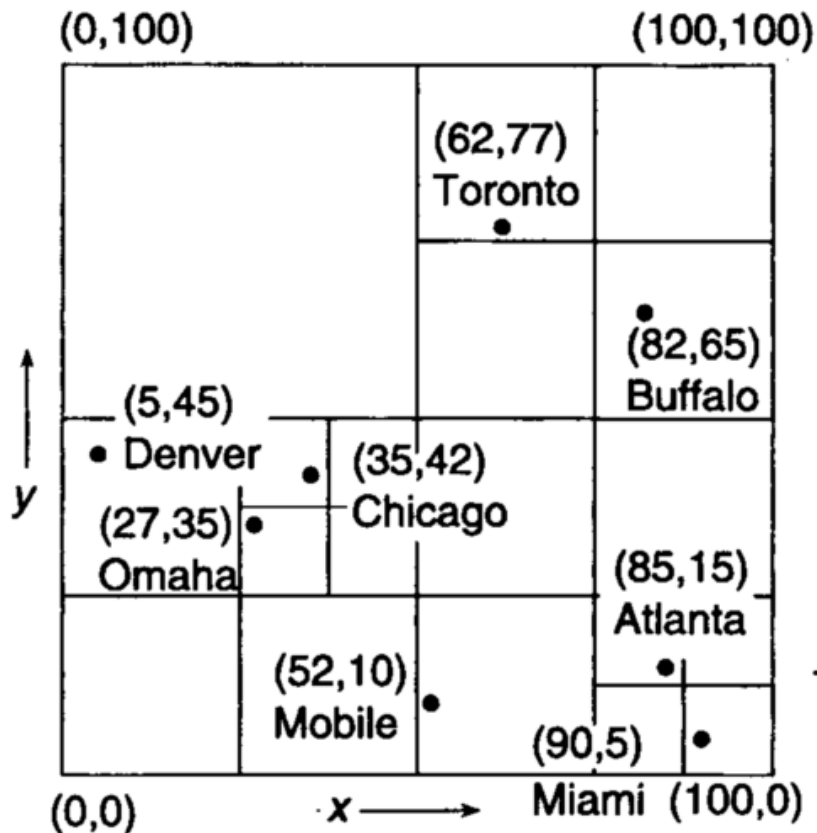 (0,100)
(100,100)
(62,77)
Toronto
(82,65)
Buffalo
(5,45)
Denver
(35,42)
Chicago
(27,35)
Omaha
y
(85,15)
Atlanta
(52,10)
Mobile
(90,5)
Miami
(0,0)
x
(100,0)